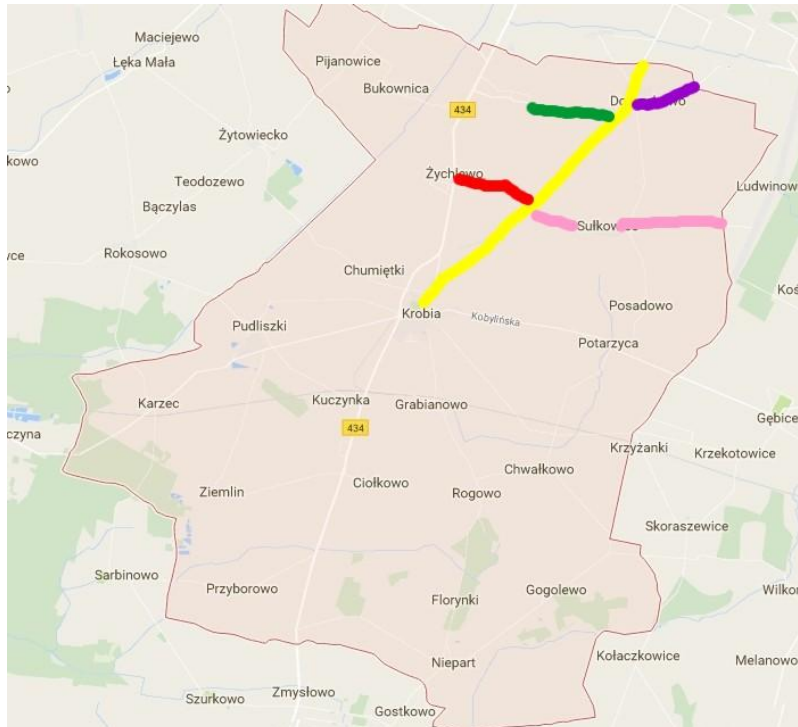 Maciejewo
Łęka Mała
Pijanowice
Bukownica
434
Żytowiecko
kowo
Teodozewo
Bączylas
Żychlewo
Ludwinow
Sułkowice
wce
Rokosowo
Chumiętki
Koś
Posadowo
Krobia
Kobylińska
Pudliszki
Potarzyca
Karzec
Kuczynka
Grabianowo
Gębice
czyna
434
Krzyżanki
Krzekotowice
Chwałkowo
Ciołkowo
Ziemlin
Rogowo
Skoraszewice
Sarbinowo
Przyborowo
Florynki
Gogolewo
Wilkon
Niepart
Kołaczkowice
Melanowo
Zmysłowo
Szurkowo
Gostkowo